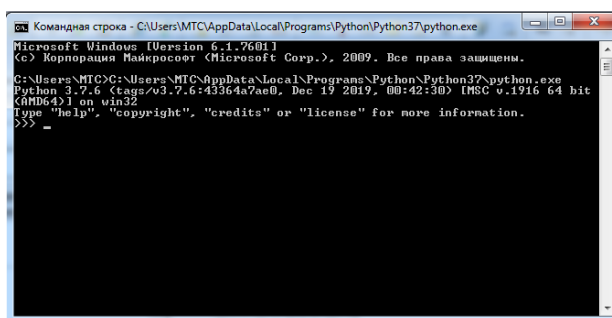 Командная строка - C:\Users\MTC\AppData\Local\Programs\Python\Python37\python.exe
Microsoft Windows [Version 6.1.7601]
(c) Корпорация Майкрософт (Microsoft Corp.), 2009. Все права защищены.
C:\Users\MTC>C:\Users\MTC\AppData\Local\Programs\Python\Python37\python.exe
Python 3.7.6 (tags/v3.7.6:43364a7ae0, Dec 19 2019, 00:42:30) [MSC v.1916 64 bit
(AMD64)] on win32
Type "help", "copyright", "credits" or "license" for more information.
>>> _